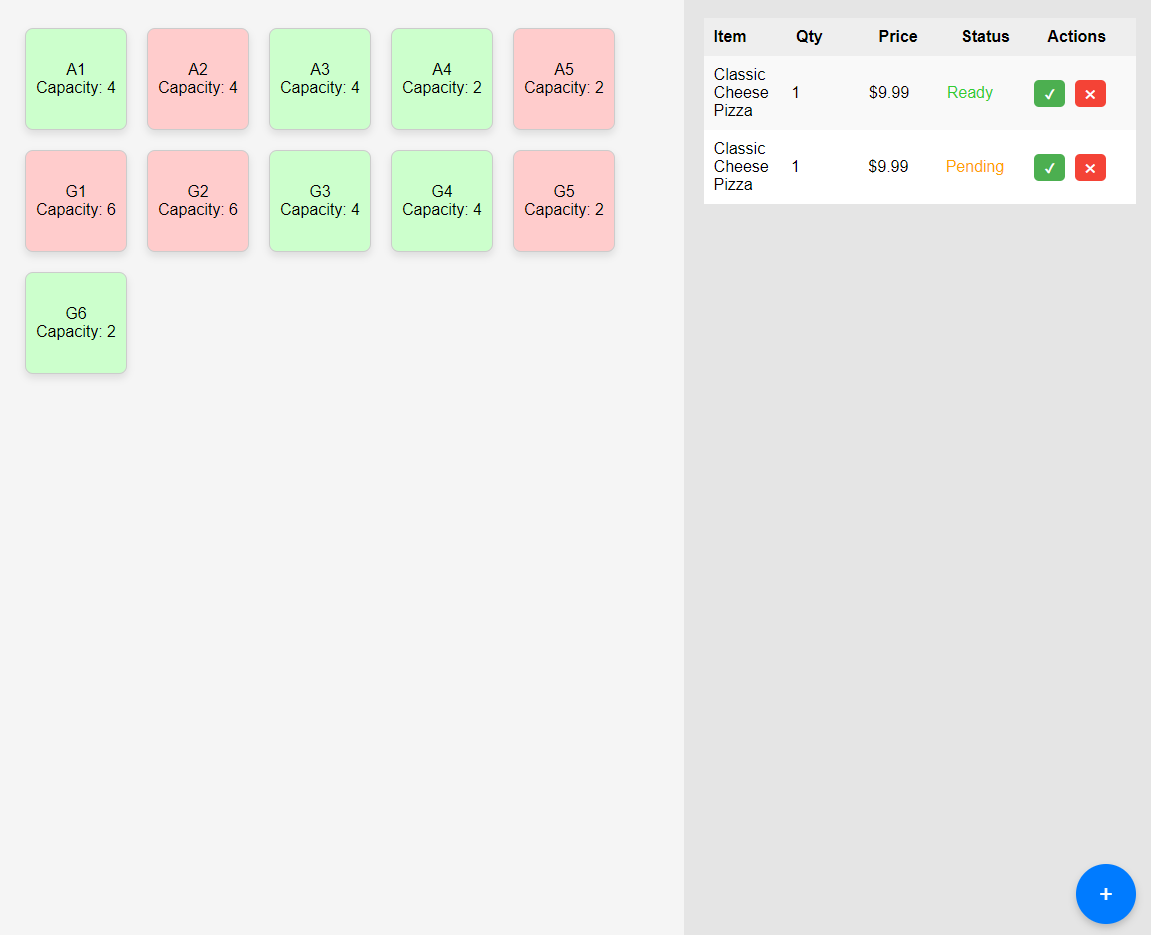 A1
Capacity: 4
A2
Capacity: 4
A3
Capacity: 4
A4
Capacity: 2
A5
Capacity: 2
G1
Capacity: 6
G2
Capacity: 6
G3
Capacity: 4
G4
Capacity: 4
G5
Capacity: 2
G6
Capacity: 2
Item Qty Price Status Actions
Classic
Cheese
Pizza
1 $9.99 Ready ✓ ✕
Classic
Cheese
Pizza
1 $9.99 Pending ✓ ✕
+